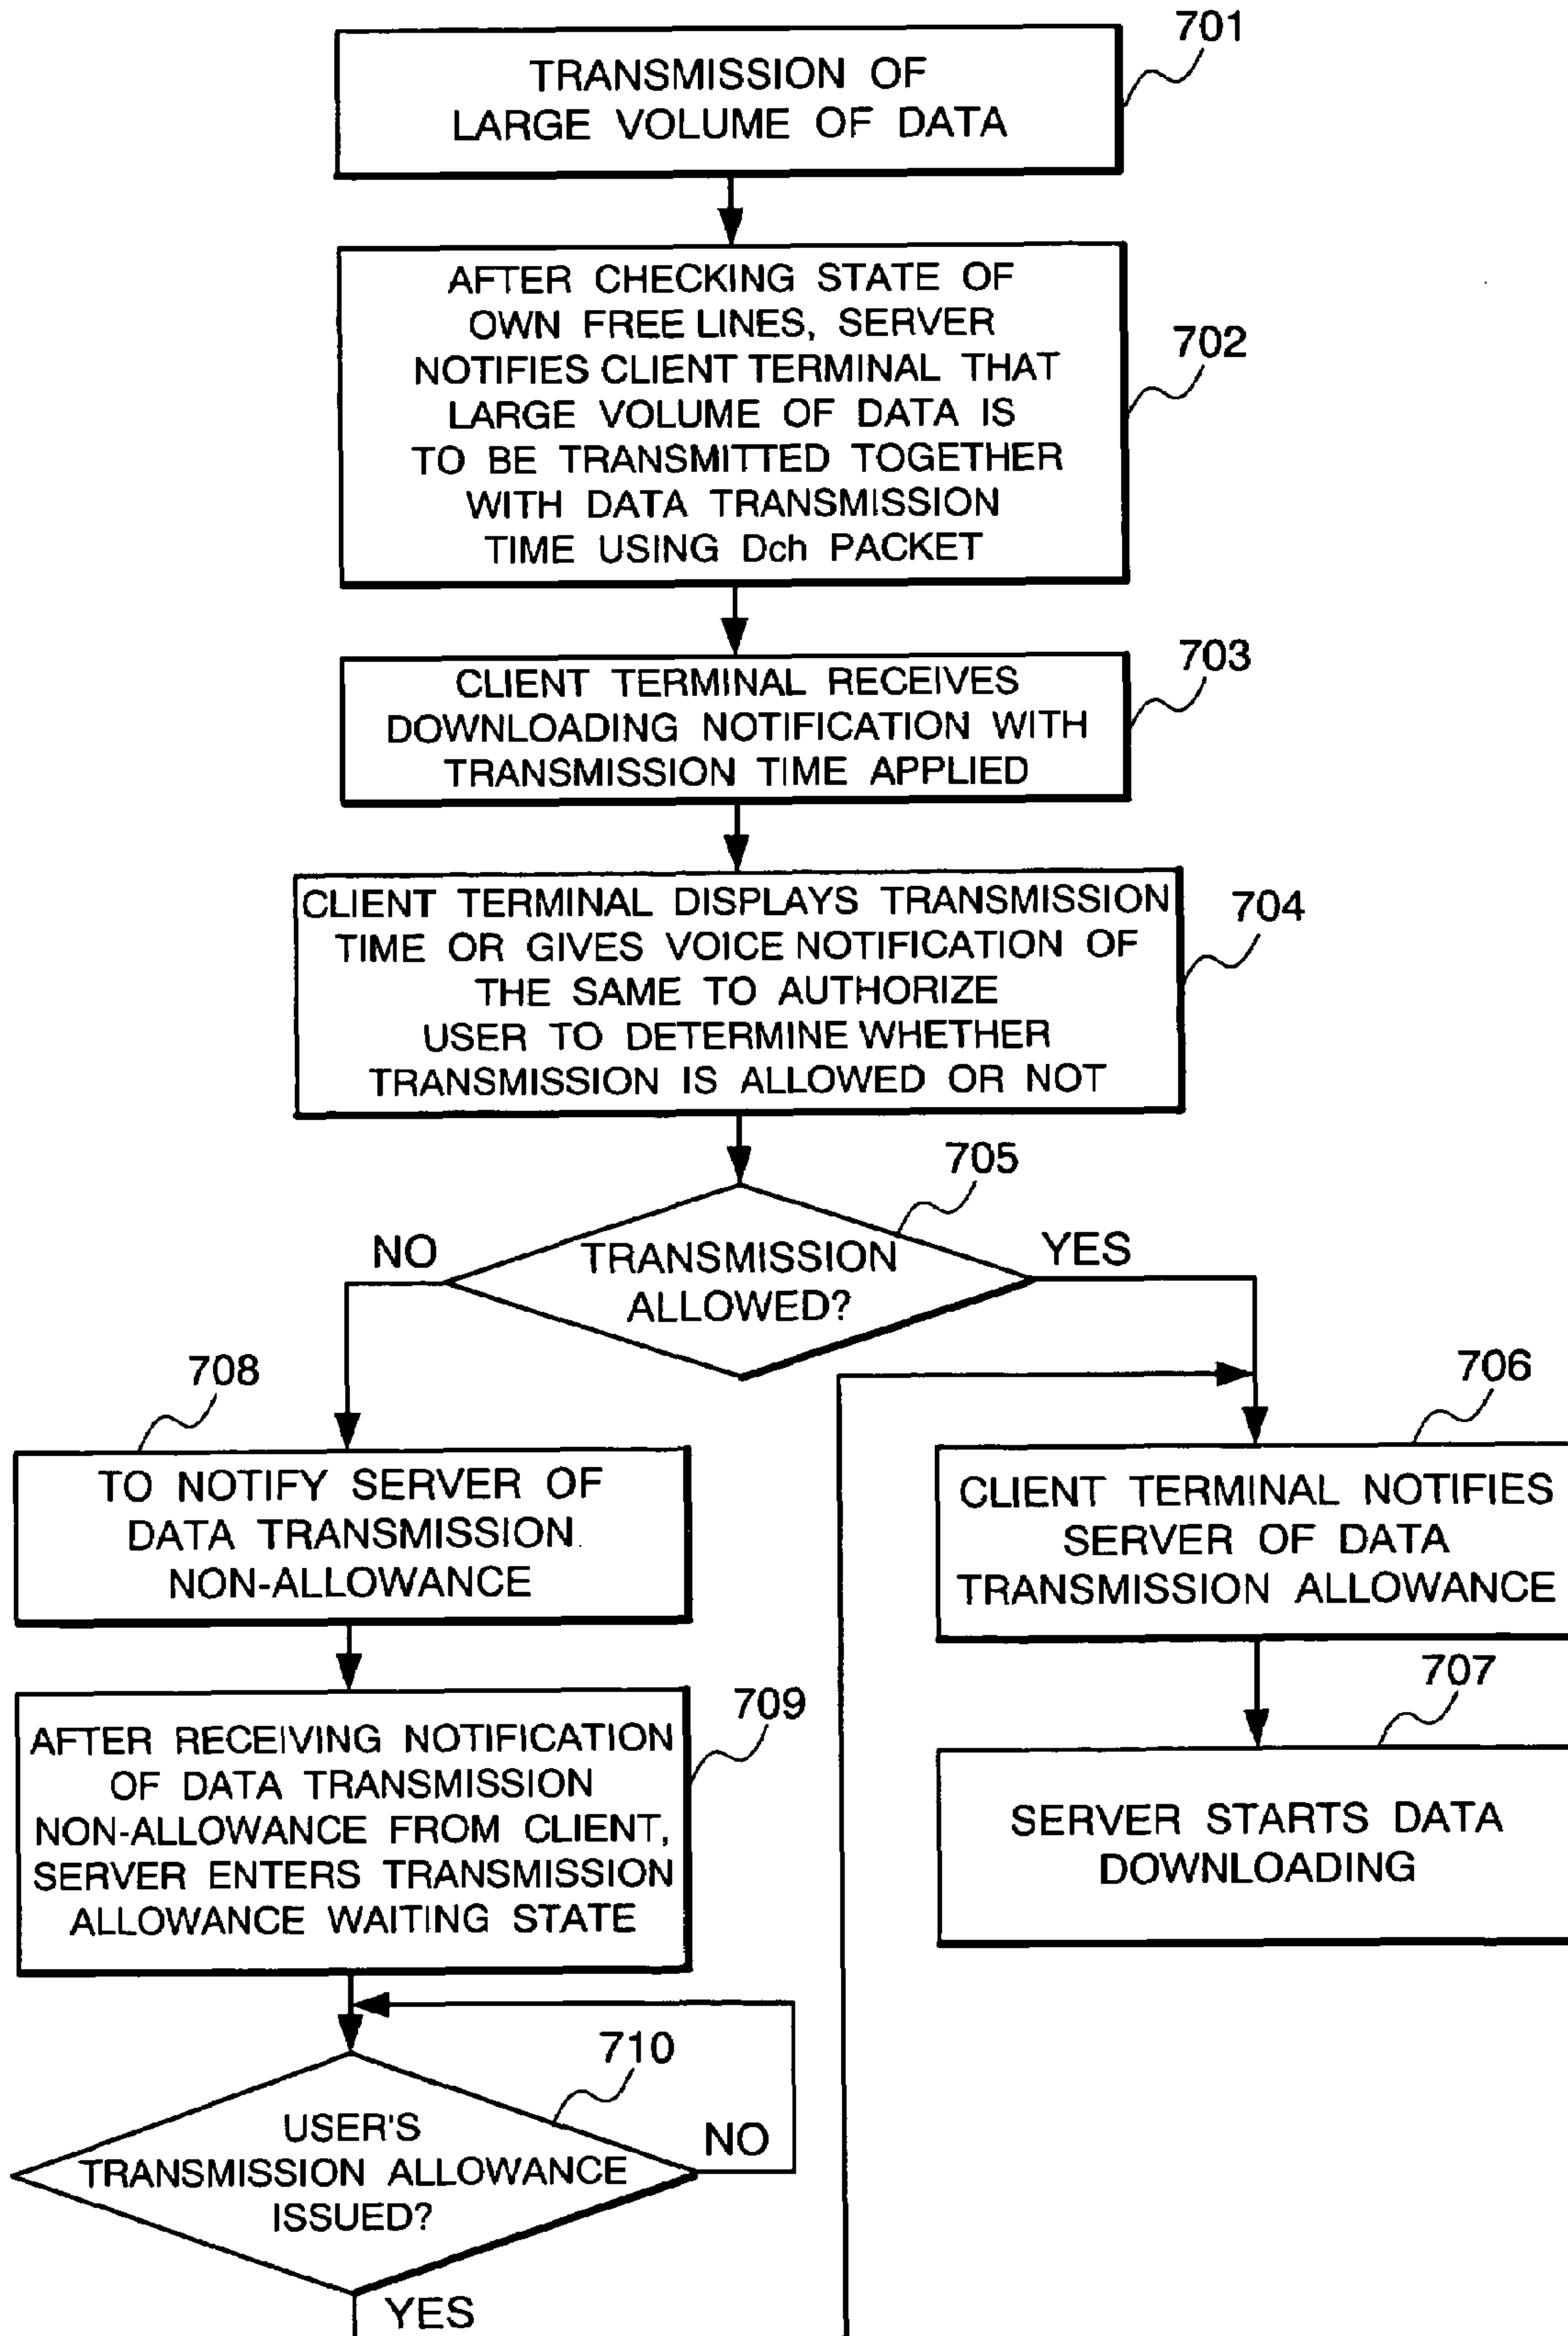 701
TRANSMISSION OF
LARGE VOLUME OF DATA
702
AFTER CHECKING STATE OF
OWN FREE LINES, SERVER
NOTIFIES CLIENT TERMINAL THAT
LARGE VOLUME OF DATA IS
TO BE TRANSMITTED TOGETHER
WITH DATA TRANSMISSION
TIME USING Dch PACKET
703
CLIENT TERMINAL RECEIVES
DOWNLOADING NOTIFICATION WITH
TRANSMISSION TIME APPLIED
704
CLIENT TERMINAL DISPLAYS TRANSMISSION
TIME OR GIVES VOICE NOTIFICATION OF
THE SAME TO AUTHORIZE
USER TO DETERMINE WHETHER
TRANSMISSION IS ALLOWED OR NOT
705
NO
TRANSMISSION
ALLOWED?
YES
708
TO NOTIFY SERVER OF
DATA TRANSMISSION
NON-ALLOWANCE
706
CLIENT TERMINAL NOTIFIES
SERVER OF DATA
TRANSMISSION ALLOWANCE
709
AFTER RECEIVING NOTIFICATION
OF DATA TRANSMISSION
NON-ALLOWANCE FROM CLIENT,
SERVER ENTERS TRANSMISSION
ALLOWANCE WAITING STATE
707
SERVER STARTS DATA
DOWNLOADING
710
USER'S
TRANSMISSION ALLOWANCE
ISSUED?
NO
YES